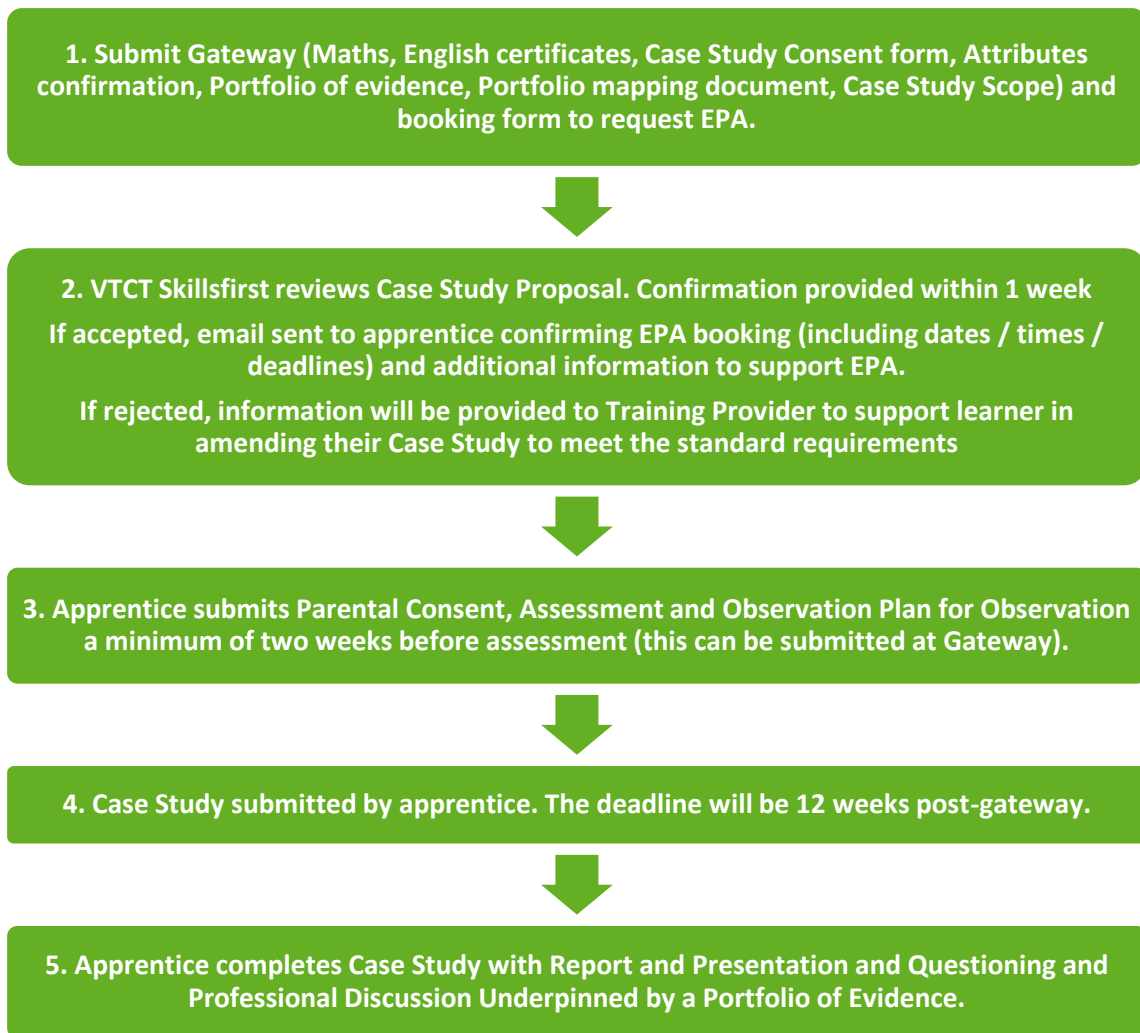 1. Submit Gateway (Maths, English certificates, Case Study Consent form, Attributes
confirmation, Portfolio of evidence, Portfolio mapping document, Case Study Scope) and
booking form to request EPA.
2. VTCT Skillsfirst reviews Case Study Proposal. Confirmation provided within 1 week
If accepted, email sent to apprentice confirming EPA booking (including dates / times /
deadlines) and additional information to support EPA.
If rejected, information will be provided to Training Provider to support learner in
amending their Case Study to meet the standard requirements
3. Apprentice submits Parental Consent, Assessment and Observation Plan for Observation
a minimum of two weeks before assessment (this can be submitted at Gateway).
4. Case Study submitted by apprentice. The deadline will be 12 weeks post-gateway.
5. Apprentice completes Case Study with Report and Presentation and Questioning and
Professional Discussion Underpinned by a Portfolio of Evidence.